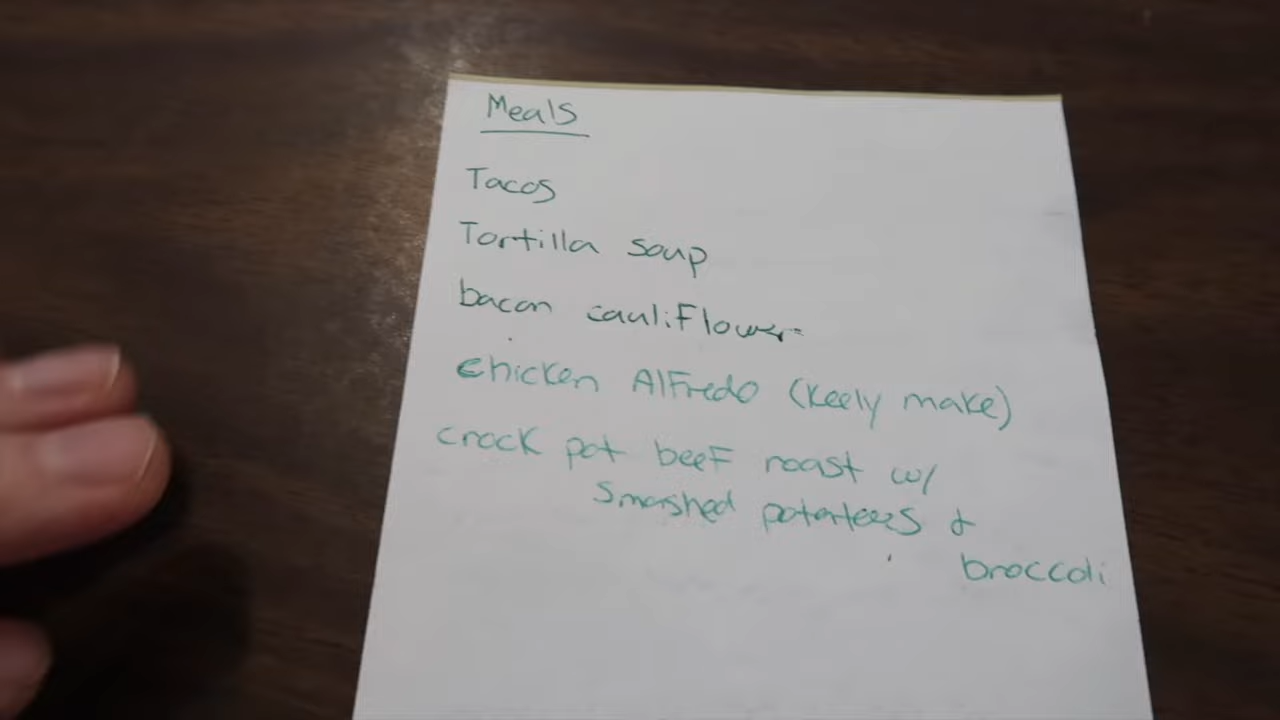 Meals
Tacos
Tortilla soup
bacon cauliflower
chicken Alfredo (Keely make)
crock pot beef roast w/
smashed potatoes &
broccoli